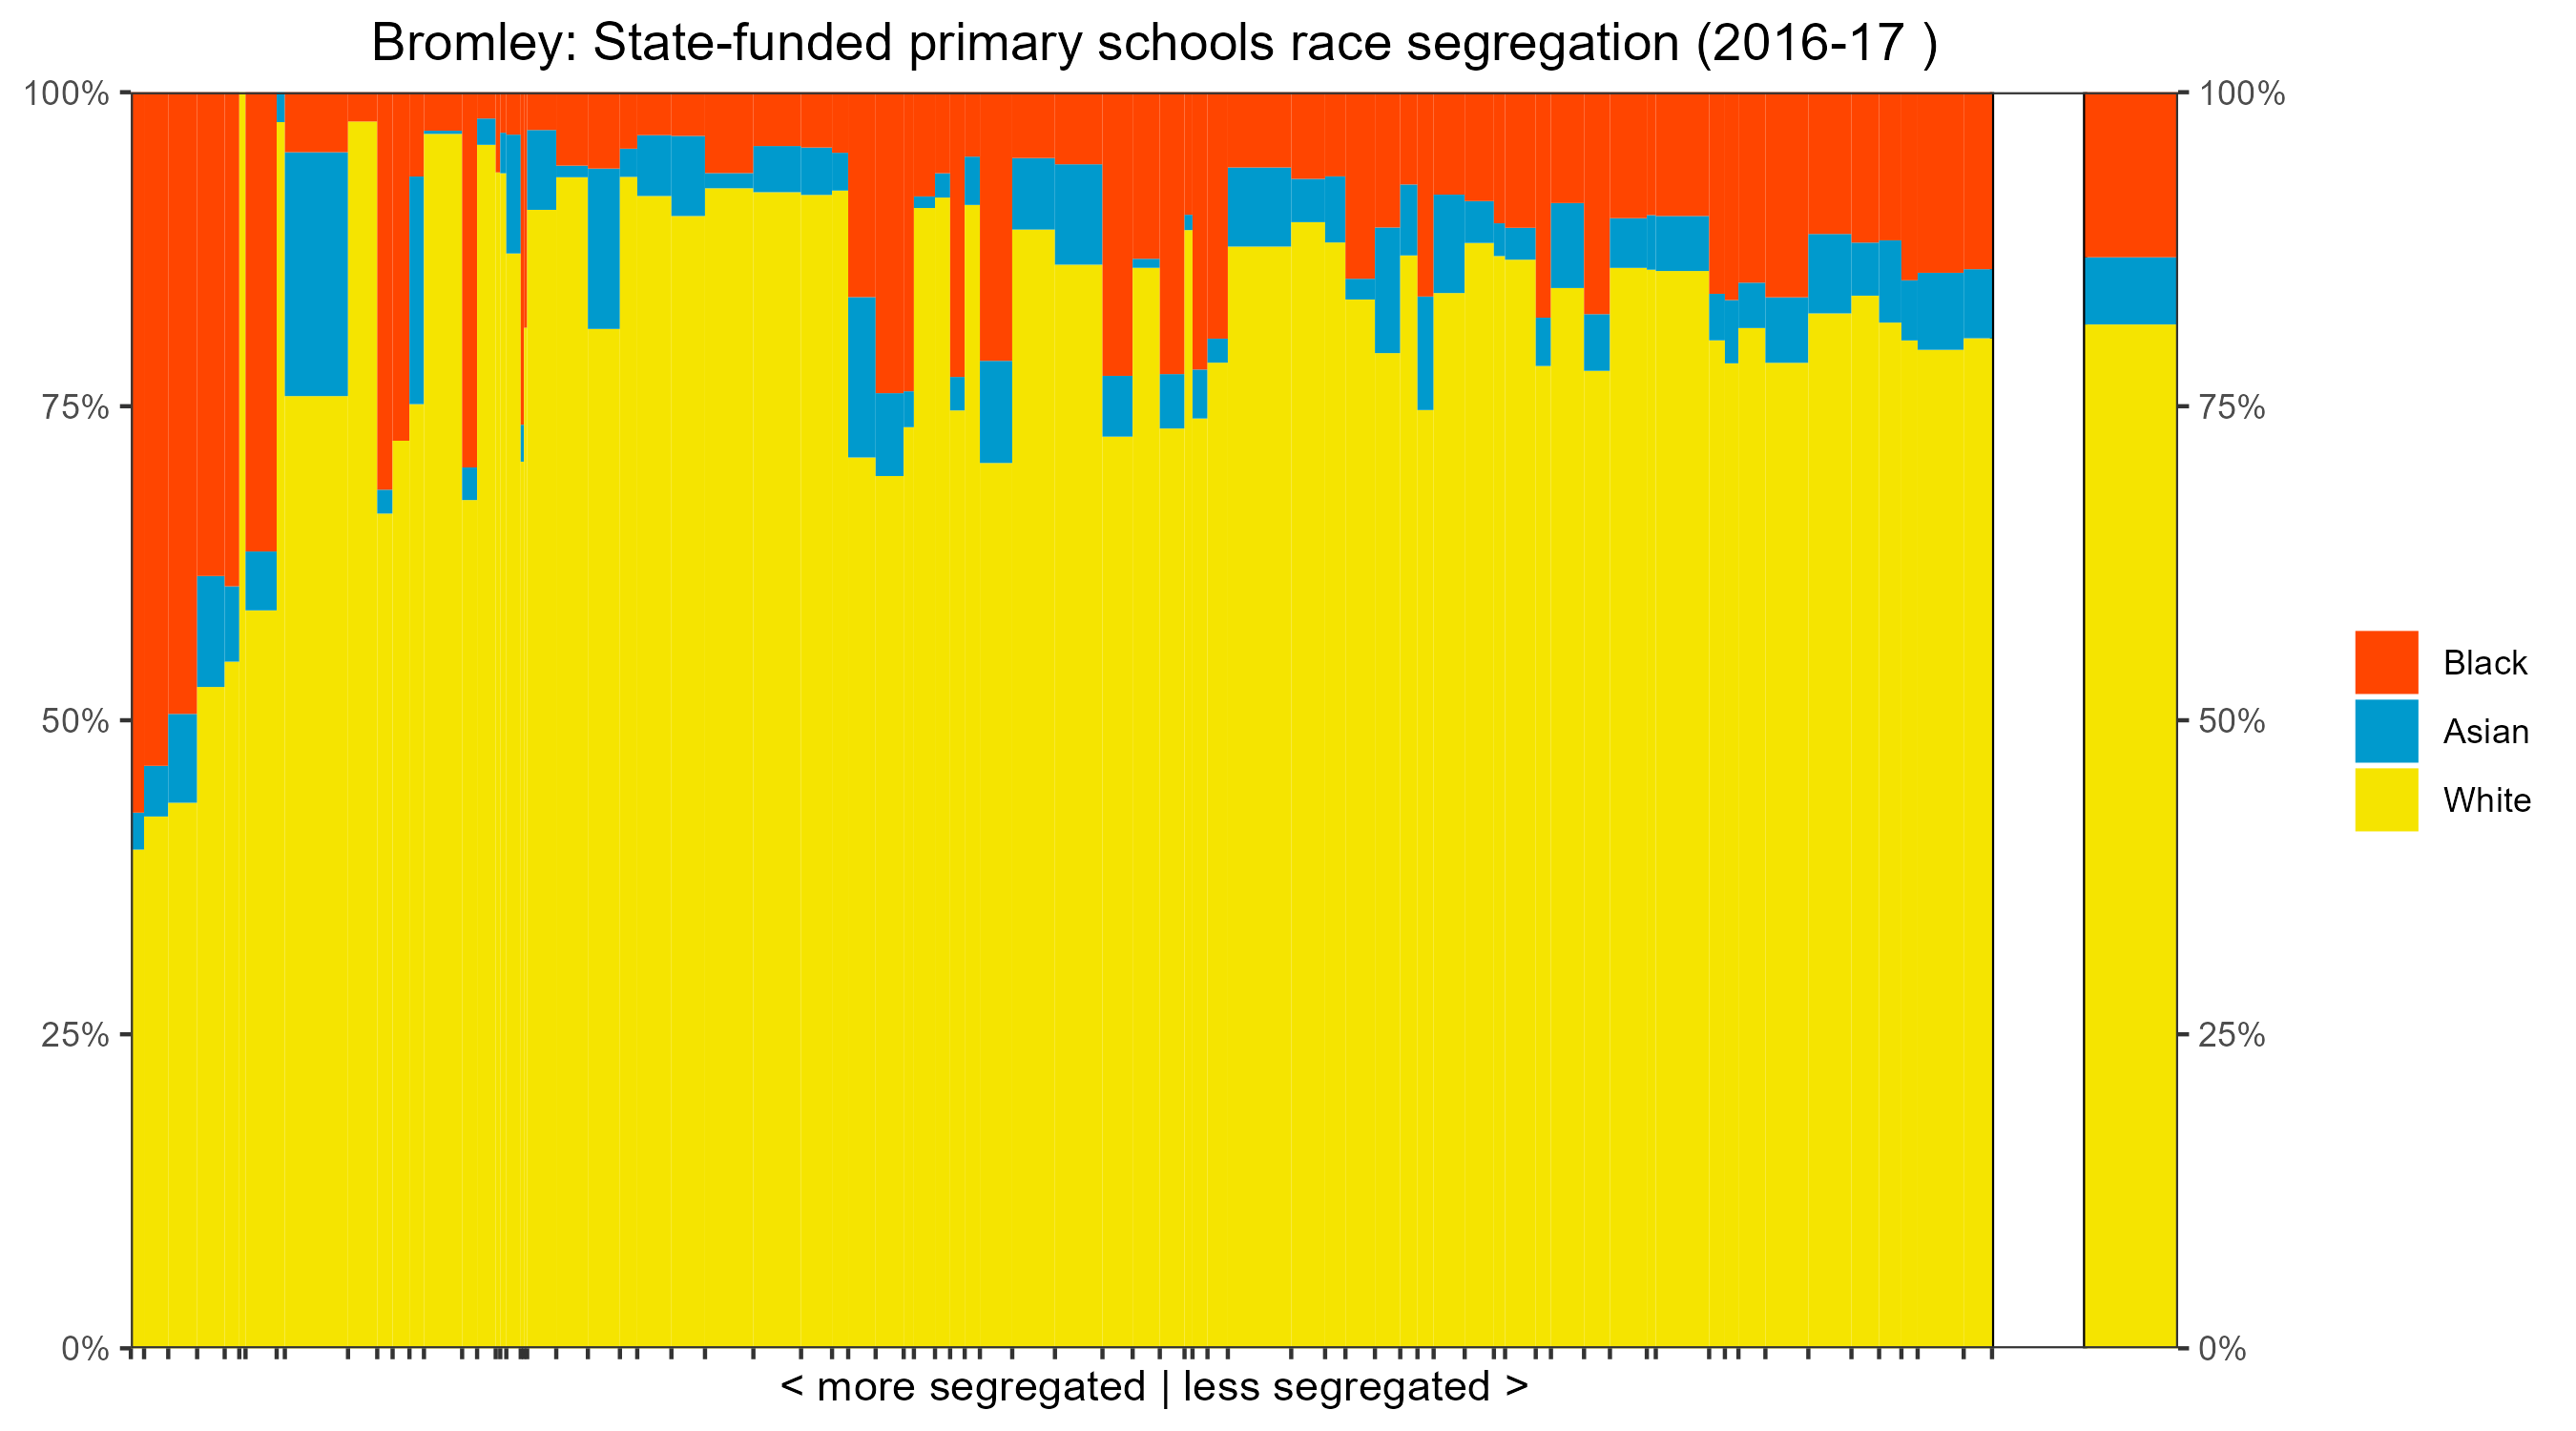 Bromley: State-funded primary schools race segregation (2016-17 )
100%
75%
50%
25%
0%
100%
75%
50%
25%
0%
Black
Asian
White
< more segregated | less segregated >